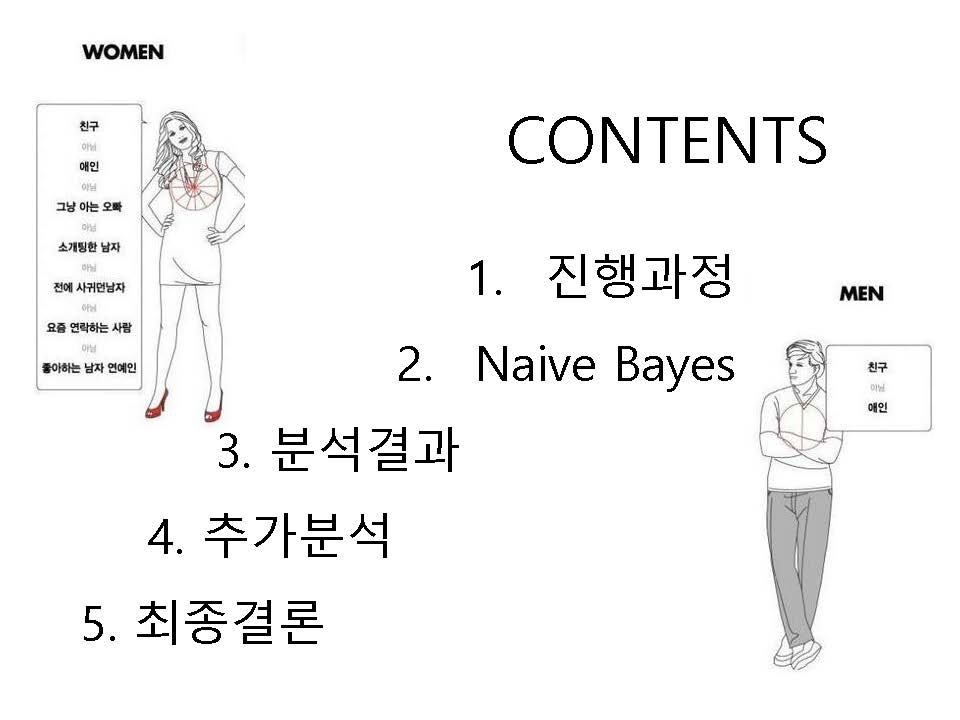 WOMEN
친구
아님
애인
아님
그냥 아는 오빠
아님
소개팅한 남자
아님
전에 사귀던남자
아님
요즘 연락하는 사람
아님
좋아하는 남자 연예인
CONTENTS
1. 진행과정
2. Naive Bayes
3. 분석결과
4. 추가분석
5. 최종결론
MEN
친구
아님
애인